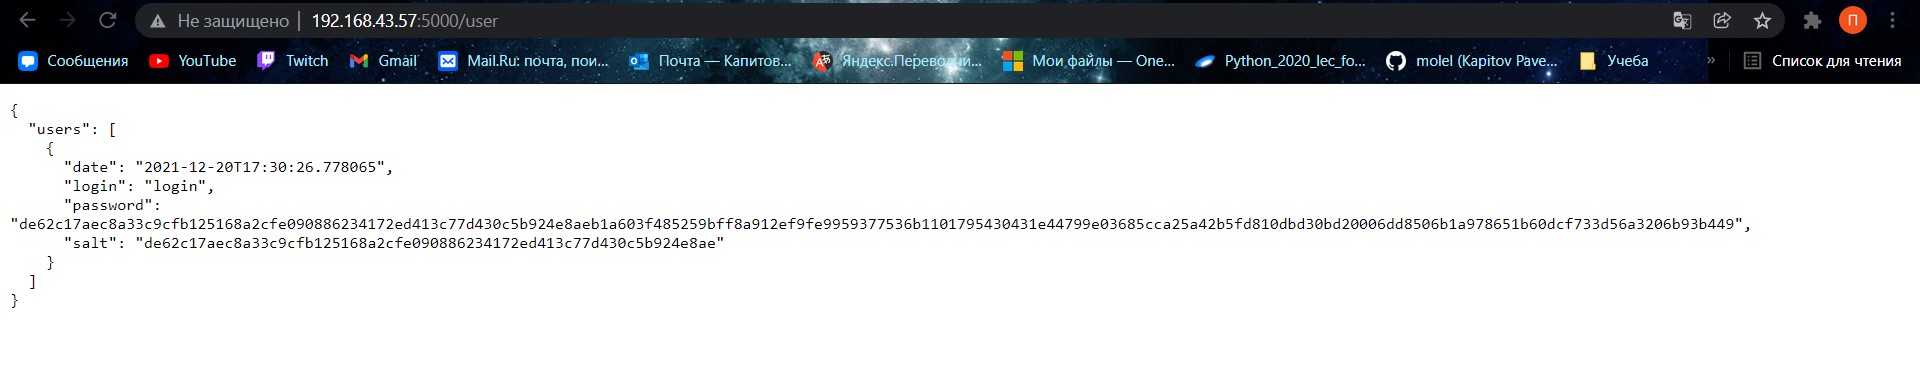 Не защищено | 192.168.43.57:5000/user
П
Сообщения YouTube Twitch Gmail Mail.Ru: почта, пои... Почта — Капитов... Яндекс.Переводчи... Мои файлы — One... Python_2020_lec_fo... molel (Kapitov Pave... Учеба » Список для чтения
{
"users": [
{
"date": "2021-12-20T17:30:26.778065",
"login": "login",
"password":
"de62c17aec8a33c9cfb125168a2cfe090886234172ed413c77d430c5b924e8aeb1a603f485259bff8a912ef9fe9959377536b1101795430431e44799e03685cca25a42b5fd810dbd30bd20006dd8506b1a978651b60dcf733d56a3206b93b449",
"salt": "de62c17aec8a33c9cfb125168a2cfe090886234172ed413c77d430c5b924e8ae"
}
]
}